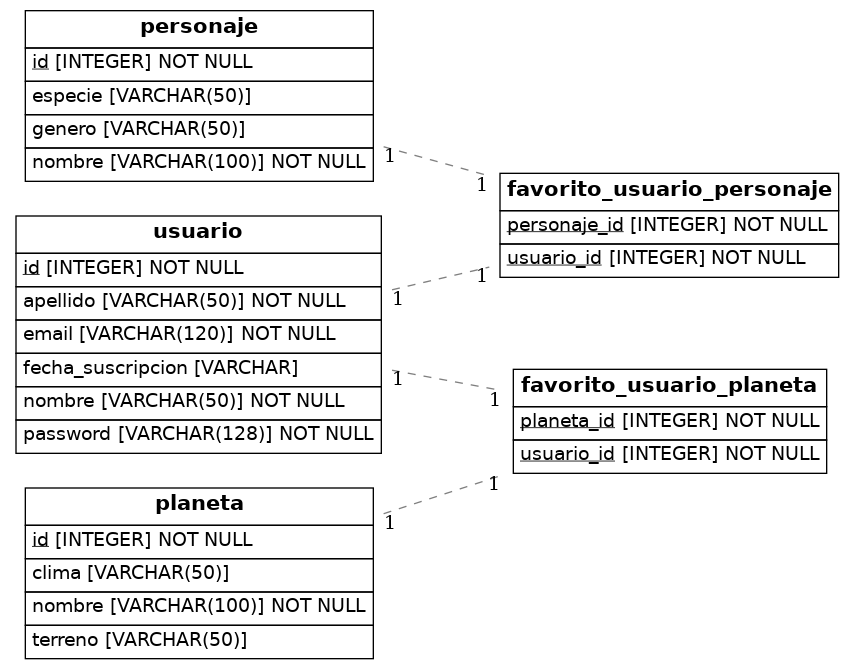 personaje
id [INTEGER] NOT NULL
especie [VARCHAR(50)]
genero [VARCHAR(50)]
nombre [VARCHAR(100)] NOT NULL
1
1
favorito_usuario_personaje
personaje_id [INTEGER] NOT NULL
usuario_id [INTEGER] NOT NULL
usuario
id [INTEGER] NOT NULL
apellido [VARCHAR(50)] NOT NULL
email [VARCHAR(120)] NOT NULL
fecha_suscripcion [VARCHAR]
nombre [VARCHAR(50)] NOT NULL
password [VARCHAR(128)] NOT NULL
1
1
1
1
favorito_usuario_planeta
planeta_id [INTEGER] NOT NULL
usuario_id [INTEGER] NOT NULL
planeta
id [INTEGER] NOT NULL
clima [VARCHAR(50)]
nombre [VARCHAR(100)] NOT NULL
terreno [VARCHAR(50)]
1
1